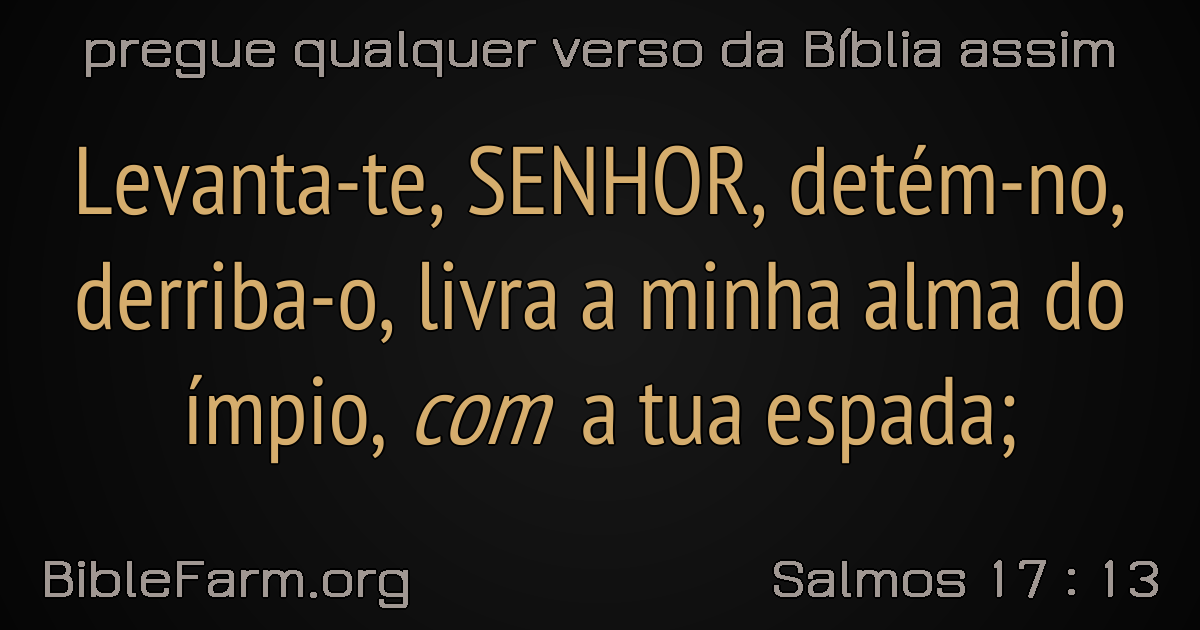 pregue qualquer verso da Bíblia assim
Levanta-te, SENHOR, detém-no,
derriba-o, livra a minha alma do
ímpio, com a tua espada;
BibleFarm.org
Salmos 17 : 13